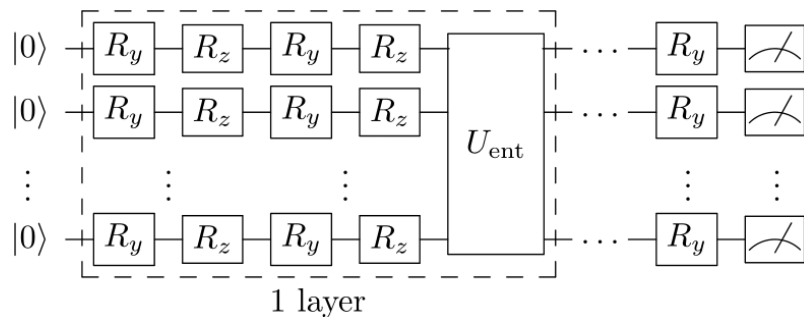 |0⟩ R_y R_z R_y R_z ⋯ R_y
|0⟩ R_y R_z R_y R_z ⋯ R_y
U_ent
⋮ ⋮ ⋮ ⋮ ⋮
|0⟩ R_y R_z R_y R_z ⋯ R_y
1 layer